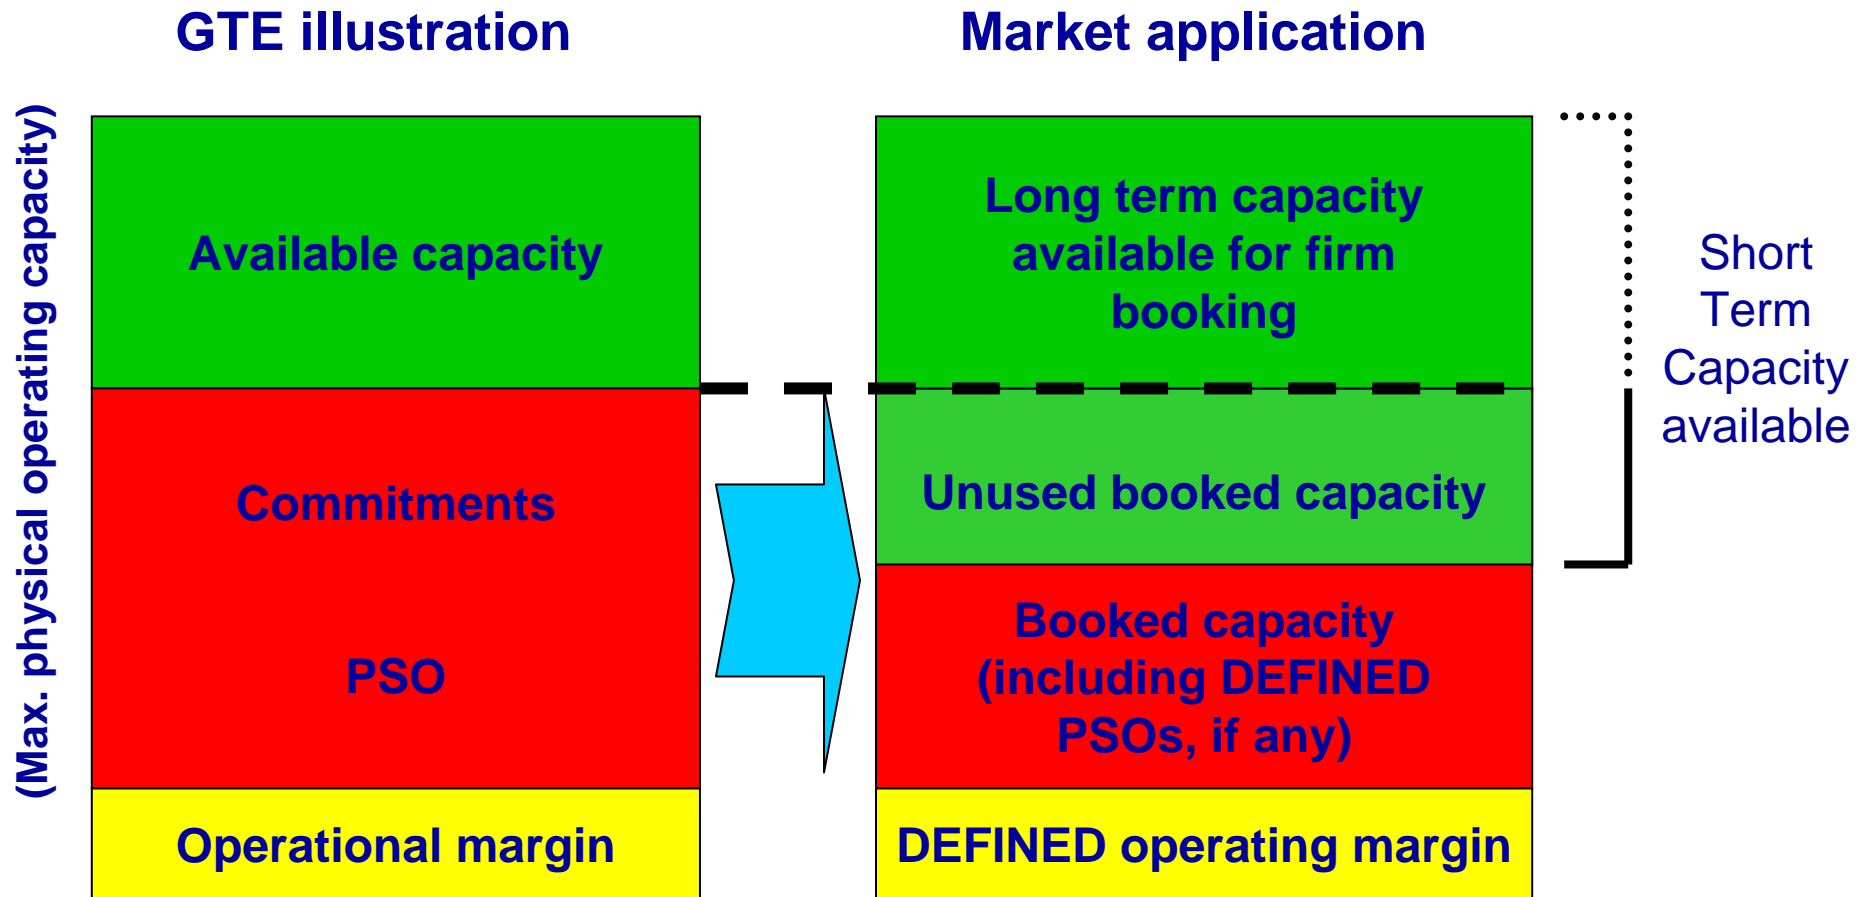 GTE illustration
Market application
(Max. physical operating capacity)
Available capacity
Commitments
PSO
Operational margin
Long term capacity
available for firm
booking
Unused booked capacity
Booked capacity
(including DEFINED
PSOs, if any)
DEFINED operating margin
Short
Term
Capacity
available